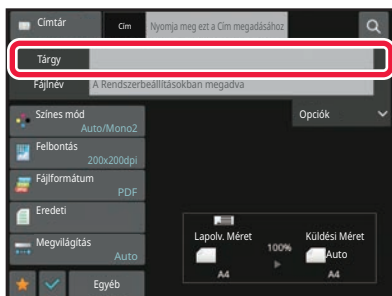 Címtár
Cím
Nyomja meg ezt a Cím megadásához
Tárgy
Fájlnév
A Rendszerbeállításokban megadva
Színes mód
Auto/Mono2
Opciók
Felbontás
200x200dpi
Fájlformátum
PDF
Eredeti
Megvilágítás
Auto
Egyéb
Lapolv. Méret
100%
Küldési Méret
Auto
A4
A4